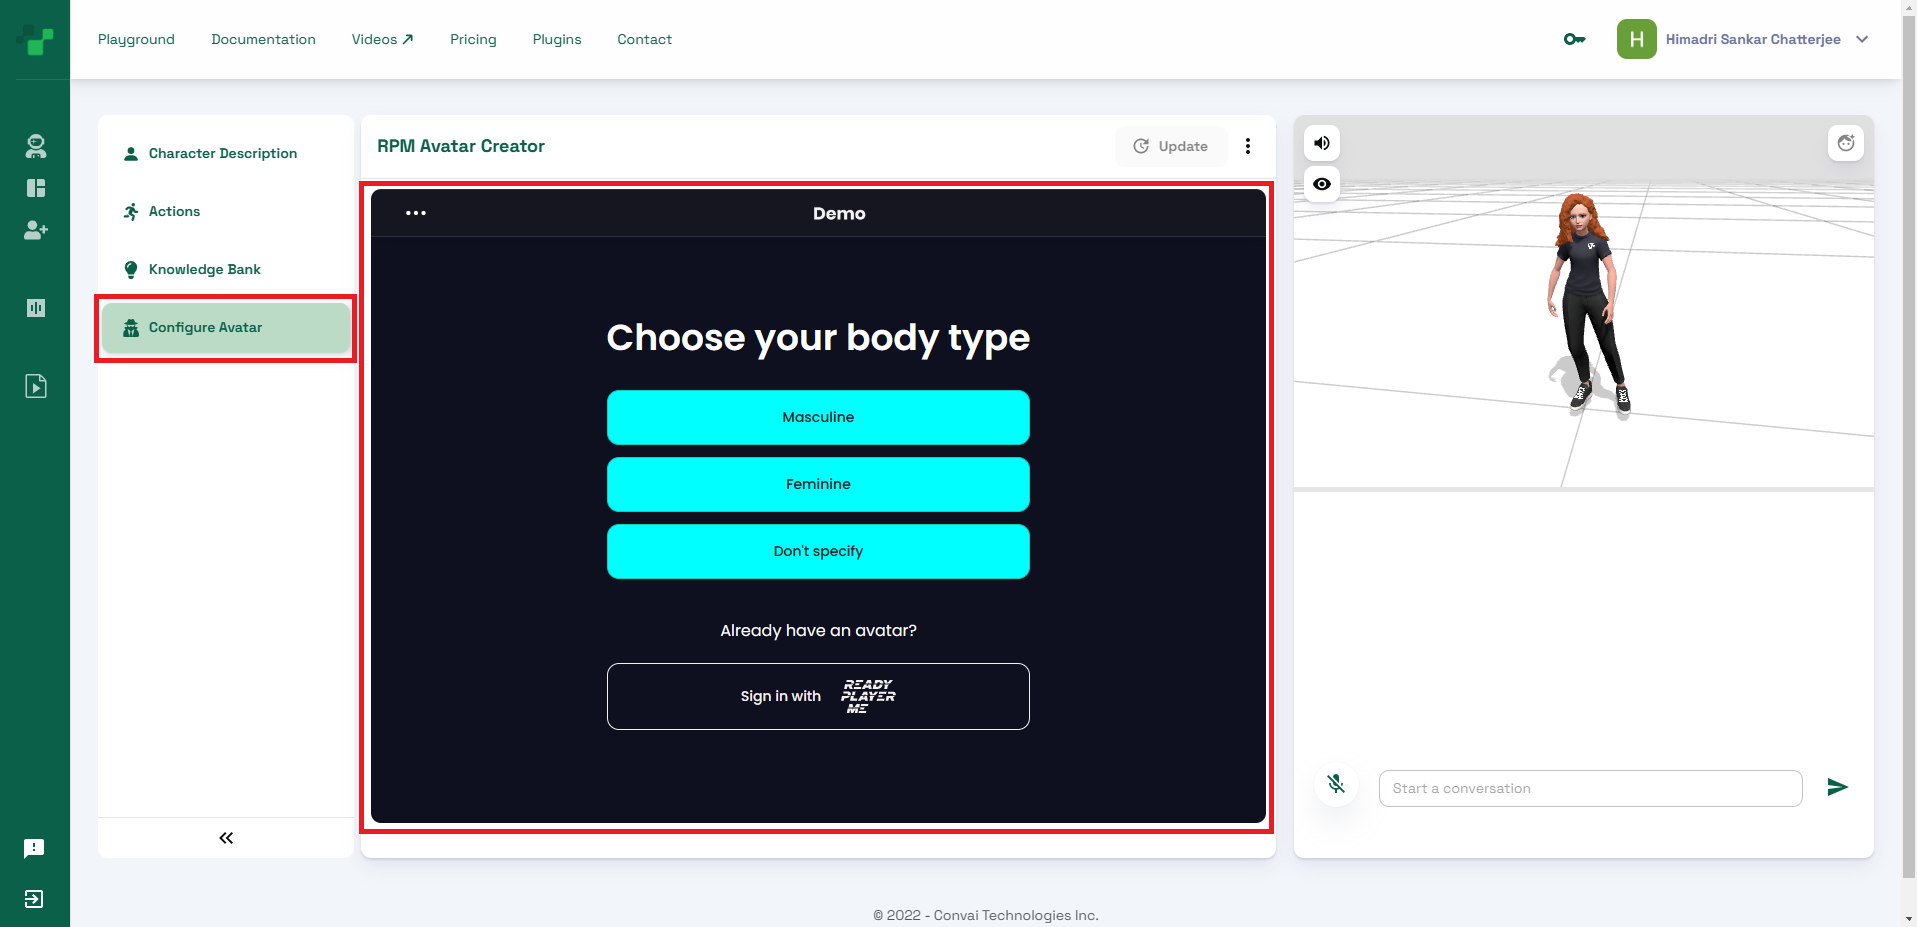 Playground Documentation Videos Pricing Plugins Contact
H Himadri Sankar Chatterjee
Character Description
Actions
Knowledge Bank
Configure Avatar
RPM Avatar Creator
Update
Demo
Choose your body type
Masculine
Feminine
Don't specify
Already have an avatar?
Sign in with READY PLAYER ME
Start a conversation
© 2022 - Convai Technologies Inc.